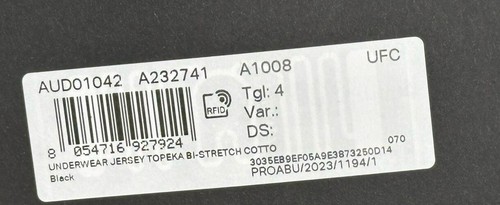 AUD01042 A232741 A1008 UFC
Tgl: 4
RFID
Var.:
DS:
8 054716 927924
UNDERWEAR JERSEY TOPEKA BI-STRETCH COTTO
070
Black
3035EB9EF05A9E3B73250D14
PROABU/2023/1194/1